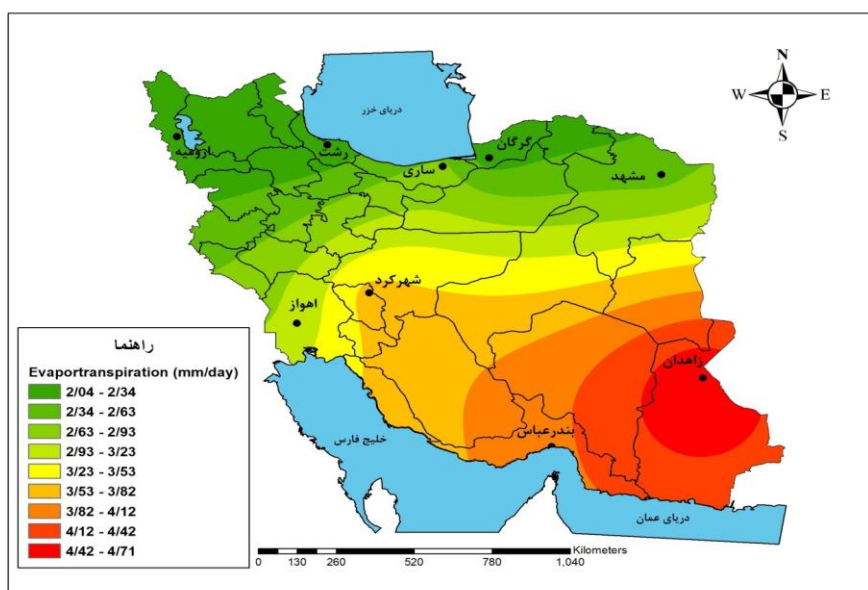 N
W E
S
دریای خزر
ارومیه
رشت
ساری
گرگان
مشهد
شهرکرد
اهواز
زاهدان
بندرعباس
خلیج فارس
دریای عمان
راهنما
Evaportranspiration (mm/day)
2/04 - 2/34
2/34 - 2/63
2/63 - 2/93
2/93 - 3/23
3/23 - 3/53
3/53 - 3/82
3/82 - 4/12
4/12 - 4/42
4/42 - 4/71
Kilometers
0 130 260 520 780 1,040